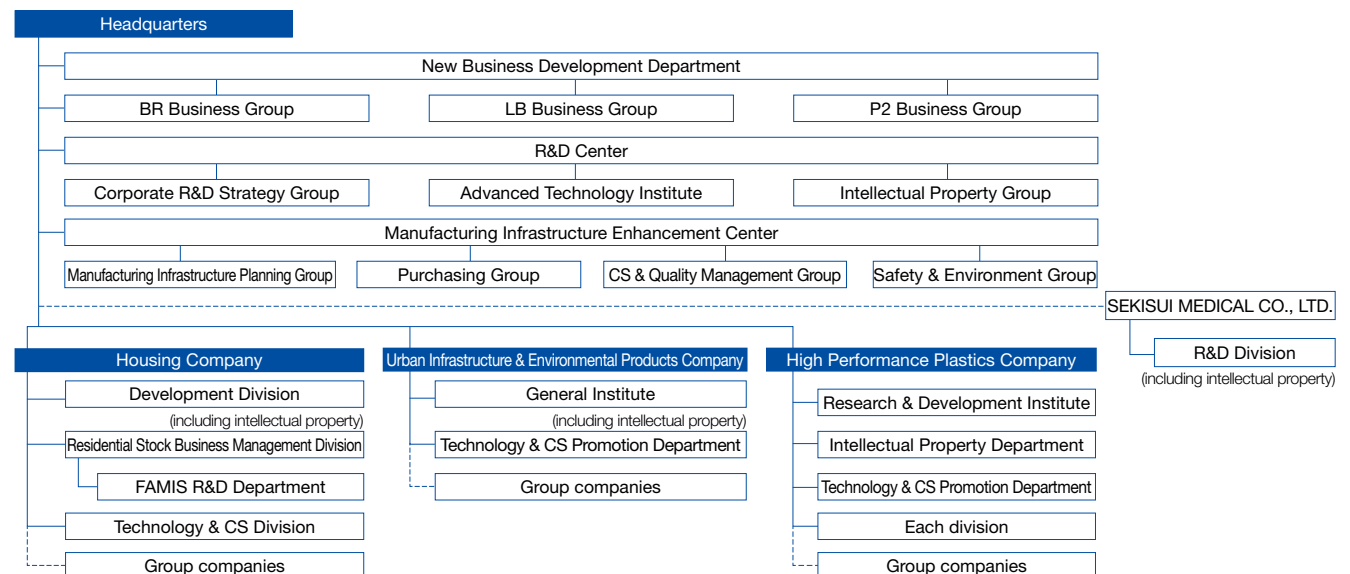 Headquarters
New Business Development Department
BR Business Group
LB Business Group
P2 Business Group
R&D Center
Corporate R&D Strategy Group
Advanced Technology Institute
Intellectual Property Group
Manufacturing Infrastructure Enhancement Center
Manufacturing Infrastructure Planning Group
Purchasing Group
CS & Quality Management Group
Safety & Environment Group
SEKISUI MEDICAL CO., LTD.
R&D Division
(including intellectual property)
Housing Company
Development Division
(including intellectual property)
Residential Stock Business Management Division
FAMIS R&D Department
Technology & CS Division
Group companies
Urban Infrastructure & Environmental Products Company
General Institute
(including intellectual property)
Technology & CS Promotion Department
Group companies
High Performance Plastics Company
Research & Development Institute
Intellectual Property Department
Technology & CS Promotion Department
Each division
Group companies